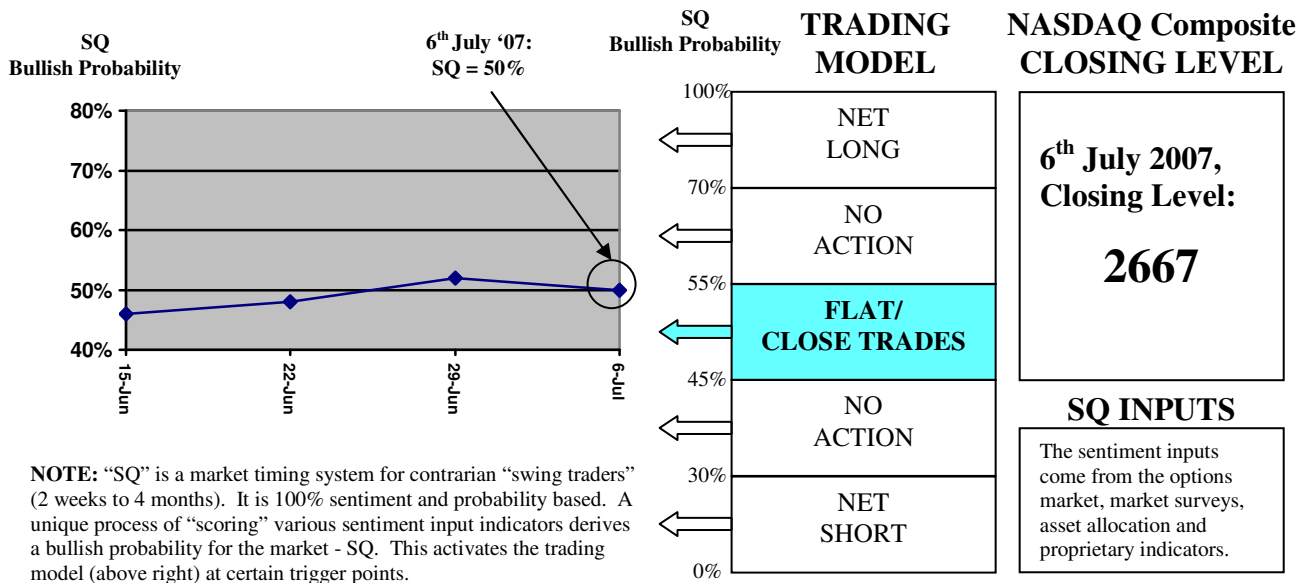 SQ
Bullish Probability
6th July ‘07:
SQ = 50%
80%
70%
60%
50%
40%
15-Jun
22-Jun
29-Jun
6-Jul
NOTE: “SQ” is a market timing system for contrarian “swing traders”
(2 weeks to 4 months).  It is 100% sentiment and probability based.  A
unique process of “scoring” various sentiment input indicators derives
a bullish probability for the market - SQ.  This activates the trading
model (above right) at certain trigger points.
SQ
Bullish Probability
TRADING
MODEL
100%
NET
LONG
70%
NO
ACTION
55%
FLAT/
CLOSE TRADES
45%
NO
ACTION
30%
NET
SHORT
0%
NASDAQ Composite
CLOSING LEVEL
6th July 2007,
Closing Level:
2667
SQ INPUTS
The sentiment inputs
come from the options
market, market surveys,
asset allocation and
proprietary indicators.